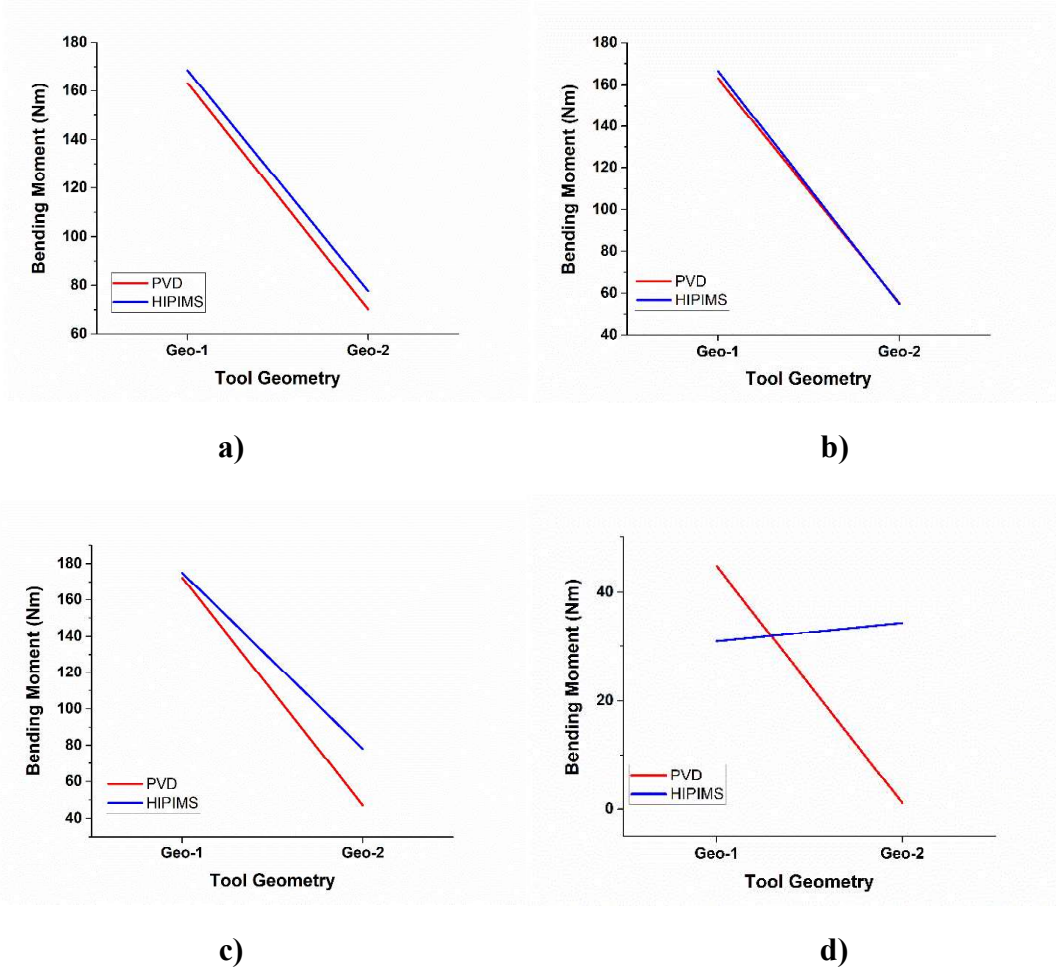 180
160
140
120
100
80
60
Bending Moment (Nm)
PVD
HIPIMS
Geo-1 Geo-2
Tool Geometry
a)
180
160
140
120
100
80
60
40
Bending Moment (Nm)
PVD
HIPIMS
Geo-1 Geo-2
Tool Geometry
b)
180
160
140
120
100
80
60
40
Bending Moment (Nm)
PVD
HIPIMS
Geo-1 Geo-2
Tool Geometry
c)
40
20
0
Bending Moment (Nm)
PVD
HIPIMS
Geo-1 Geo-2
Tool Geometry
d)